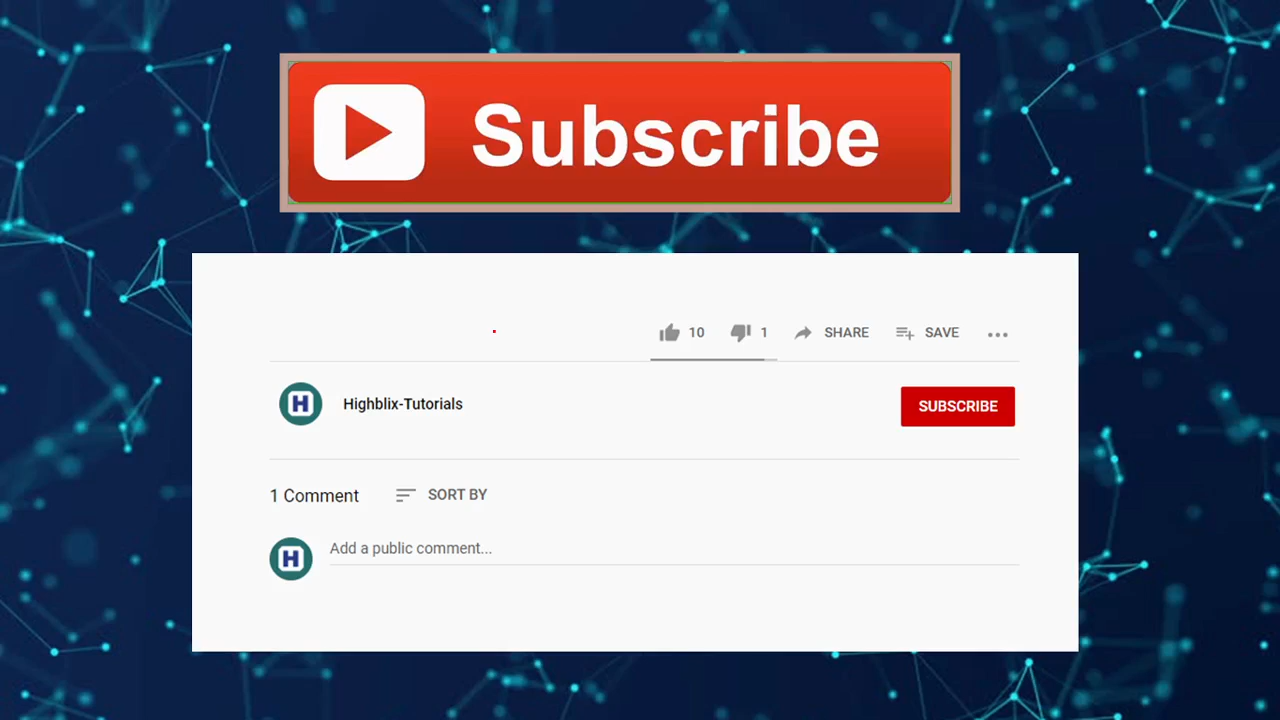 Subscribe
10 1 SHARE SAVE
H Highblix-Tutorials SUBSCRIBE
1 Comment SORT BY
H Add a public comment...